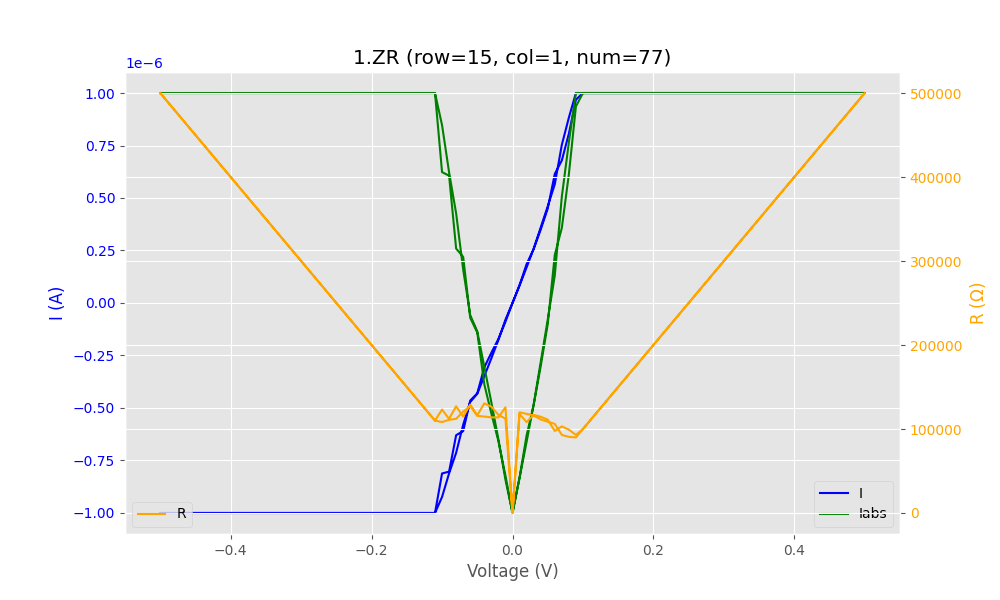 1.ZR (row=15, col=1, num=77)
1e−6
1.00
0.75
0.50
0.25
0.00
−0.25
−0.50
−0.75
−1.00
I (A)
500000
400000
300000
200000
100000
0
R (Ω)
R
I
Iabs
−0.4
−0.2
0.0
0.2
0.4
Voltage (V)